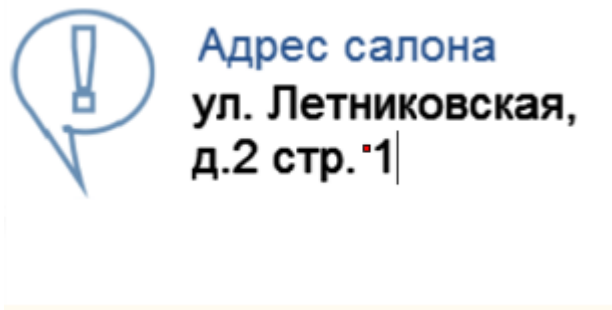 Адрес салона
ул. Летниковская,
д.2 стр. 1